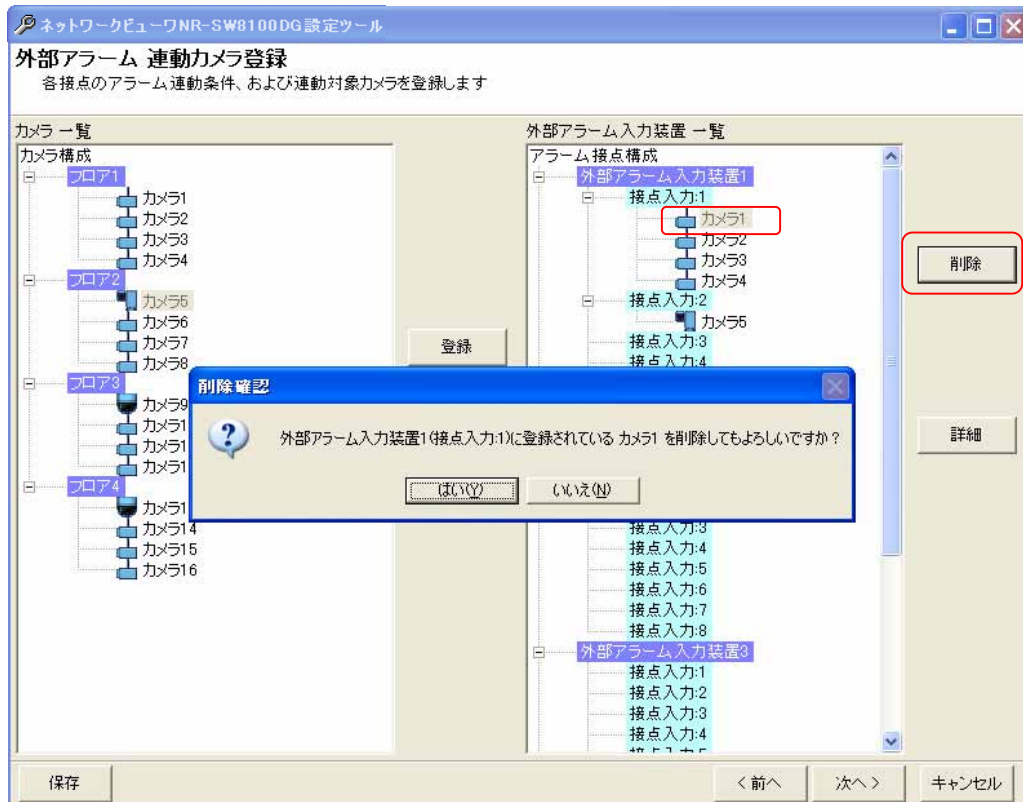 ネットワークビューワNR-SW8100DG設定ツール
外部アラーム 連動カメラ登録
各接点のアラーム連動条件、および連動対象カメラを登録します
カメラ 一覧
カメラ構成
フロア1
カメラ1
カメラ2
カメラ3
カメラ4
フロア2
カメラ5
カメラ6
カメラ7
カメラ8
フロア3
カメラ9
カメラ1
カメラ1
カメラ1
フロア4
カメラ1
カメラ14
カメラ15
カメラ16
登録
外部アラーム入力装置 一覧
アラーム接点構成
外部アラーム入力装置1
接点入力:1
カメラ1
カメラ2
カメラ3
カメラ4
接点入力:2
カメラ5
接点入力:3
接点入力:4
削除確認
外部アラーム入力装置1(接点入力:1)に登録されている カメラ1 を削除してもよろしいですか?
はい(Y)
いいえ(N)
接点入力:3
接点入力:4
接点入力:5
接点入力:6
接点入力:7
接点入力:8
外部アラーム入力装置3
接点入力:1
接点入力:2
接点入力:3
接点入力:4
削除
詳細
保存
<前へ
次へ>
キャンセル